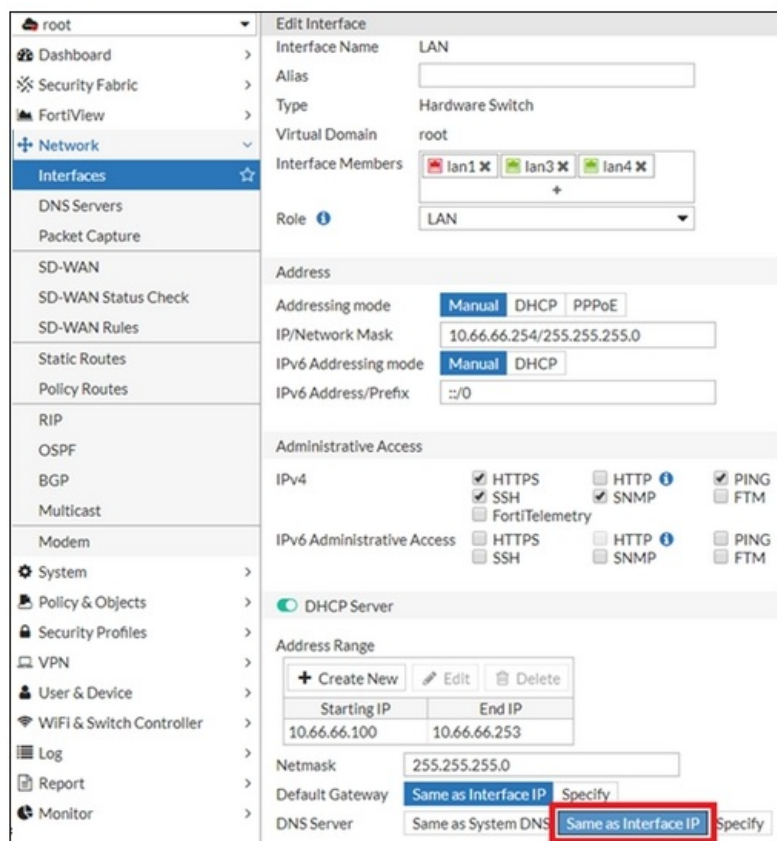 root
Dashboard
Security Fabric
FortiView
Network
Interfaces
DNS Servers
Packet Capture
SD-WAN
SD-WAN Status Check
SD-WAN Rules
Static Routes
Policy Routes
RIP
OSPF
BGP
Multicast
Modem
System
Policy & Objects
Security Profiles
VPN
User & Device
WiFi & Switch Controller
Log
Report
Monitor
Edit Interface
Interface Name LAN
Alias
Type Hardware Switch
Virtual Domain root
Interface Members lan1 lan3 lan4
+
Role LAN
Address
Addressing mode Manual DHCP PPPoE
IP/Network Mask 10.66.66.254/255.255.255.0
IPv6 Addressing mode Manual DHCP
IPv6 Address/Prefix ::/0
Administrative Access
IPv4 HTTPS HTTP PING
SSH SNMP FTM
FortiTelemetry
IPv6 Administrative Access HTTPS HTTP PING
SSH SNMP FTM
DHCP Server
Address Range
+ Create New Edit Delete
Starting IP End IP
10.66.66.100 10.66.66.253
Netmask 255.255.255.0
Default Gateway Same as Interface IP Specify
DNS Server Same as System DNS Same as Interface IP Specify